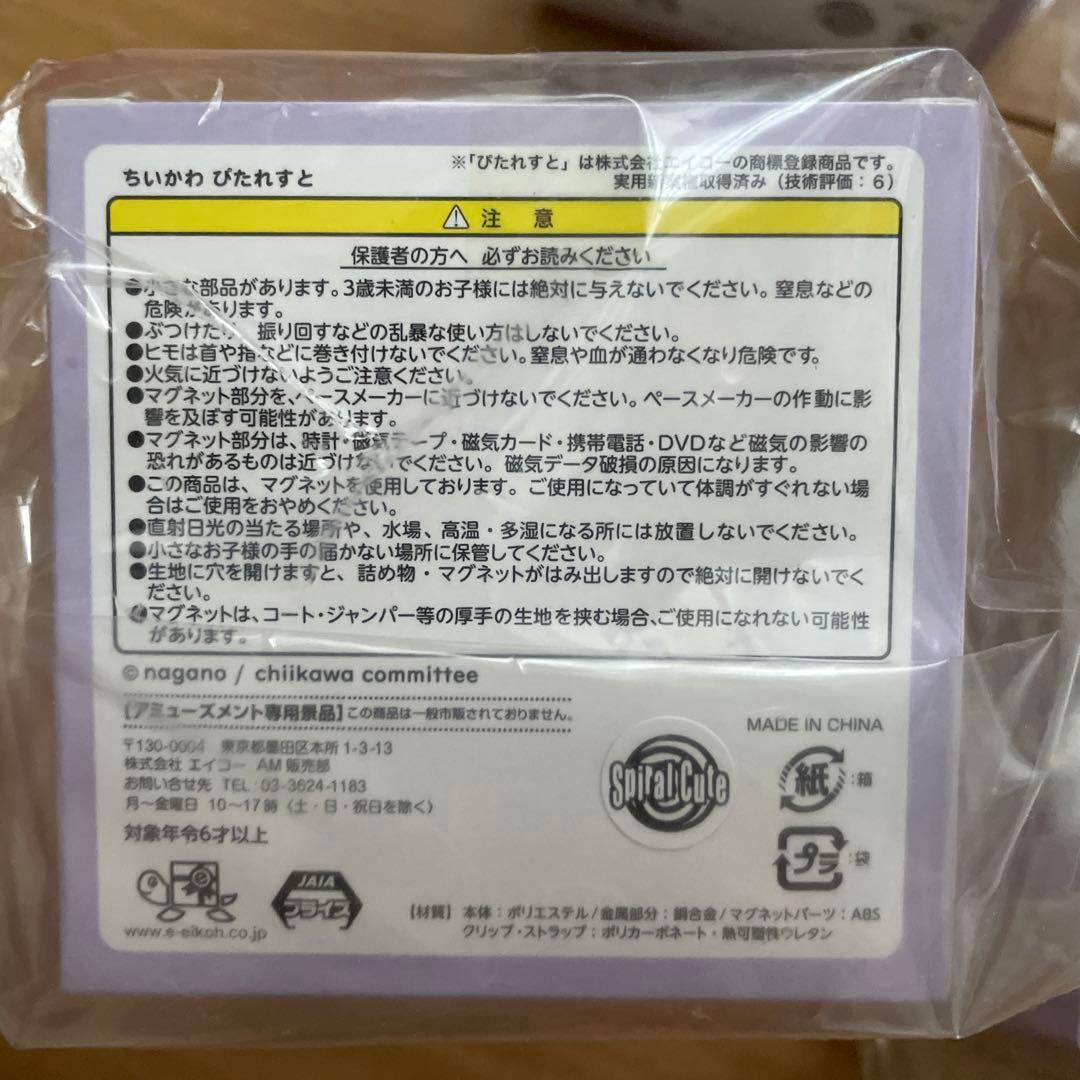 ※「ぴたれすと」は株式会社エイコーの商標登録商品です。
ちいかわ ぴたれすと
実用新案権取得済み（技術評価：6）
注 意
保護者の方へ 必ずお読みください
●小さな部品があります。3歳未満のお子様には絶対に与えないでください。窒息などの
危険があります。
●ぶつけたり 振り回すなどの乱暴な使い方はしないでください。
●ヒモは首や指などに巻き付けないでください。窒息や血が通わなくなり危険です。
●火気に近づけないようご注意ください。
●マグネット部分を、ペースメーカーに近づけないでください。ペースメーカーの作動に影
響を及ぼす可能性があります。
●マグネット部分は、時計・磁気テープ・磁気カード・携帯電話・DVDなど磁気の影響の
恐れがあるものは近づけないでください。磁気データ破損の原因になります。
●この商品は、マグネットを使用しております。ご使用になっていて体調がすぐれない場
合はご使用をおやめください。
●直射日光の当たる場所や、水場、高温・多湿になる所には放置しないでください。
●小さなお子様の手の届かない場所に保管してください。
●生地に穴を開けますと、詰め物・マグネットがはみ出しますので絶対に開けないでく
ださい。
●マグネットは、コート・ジャンパー等の厚手の生地を挟む場合、ご使用になれない可能性
があります。
© nagano / chiikawa committee
【アミューズメント専用景品】この商品は一般市販されておりません。
〒130-0004 東京都墨田区本所1-3-13
株式会社 エイコー AM販売部
お問い合せ先 TEL：03-3624-1183
月～金曜日 10～17時（土・日・祝日を除く）
対象年令6才以上
Spiral Cute
MADE IN CHINA
紙：箱
プラ：袋
JAIA
プライズ
www.e-eikoh.co.jp
【材質】本体：ポリエステル/金属部分：銅合金/マグネットパーツ：ABS
クリップ・ストラップ：ポリカーボネート・熱可塑性ウレタン